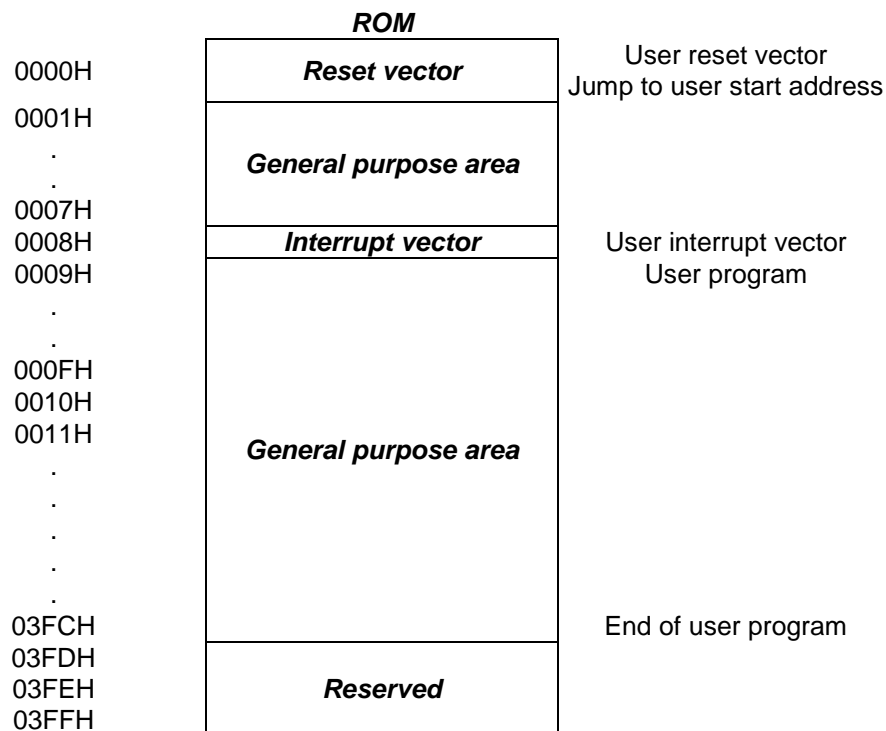 ROM
User reset vector
0000H Reset vector
Jump to user start address
0001H
.
General purpose area
.
0007H
0008H Interrupt vector User interrupt vector
0009H User program
.
.
000FH
0010H
0011H
General purpose area
.
.
.
.
.
03FCH End of user program
03FDH
03FEH Reserved
03FFH